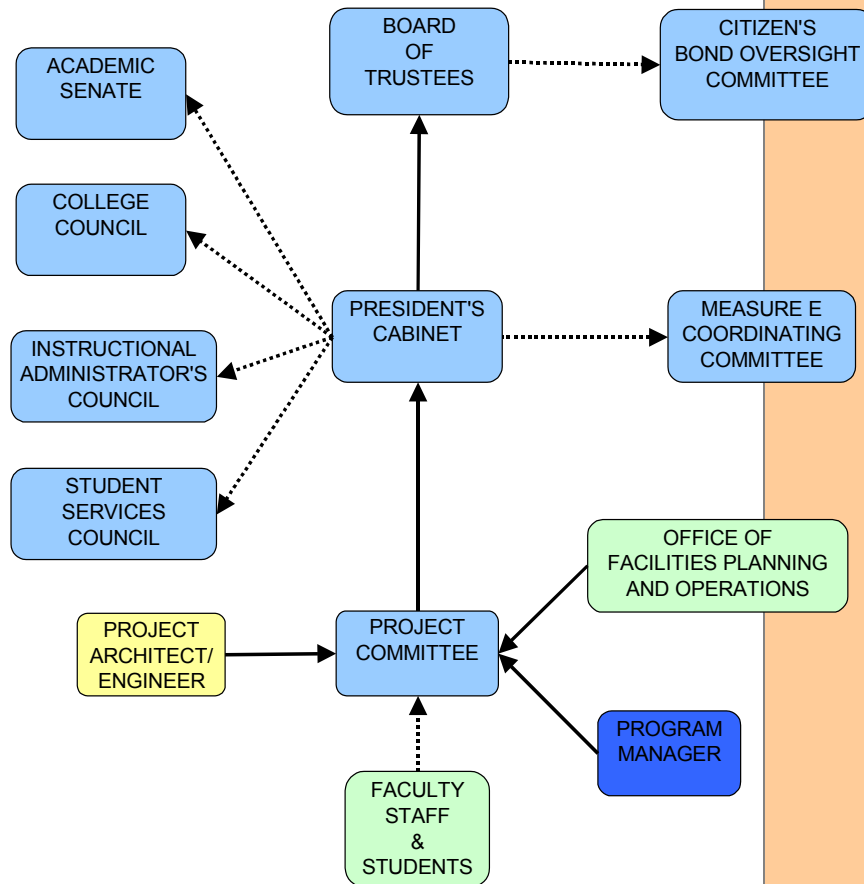 BOARD
OF
TRUSTEES
CITIZEN'S
BOND OVERSIGHT
COMMITTEE
ACADEMIC
SENATE
COLLEGE
COUNCIL
PRESIDENT'S
CABINET
MEASURE E
COORDINATING
COMMITTEE
INSTRUCTIONAL
ADMINISTRATOR'S
COUNCIL
STUDENT
SERVICES
COUNCIL
OFFICE OF
FACILITIES PLANNING
AND OPERATIONS
PROJECT
ARCHITECT/
ENGINEER
PROJECT
COMMITTEE
PROGRAM
MANAGER
FACULTY
STAFF
&
STUDENTS